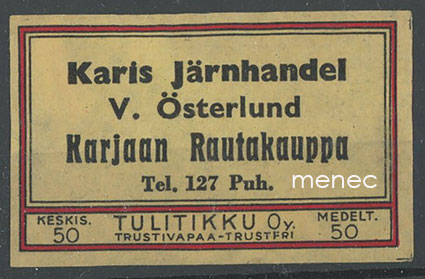 Karis Järnhandel
V. Österlund
Karjaan Rautakauppa
Tel. 127 Puh.
menec
KESKIS. 50
TULITIKKU Oy.
TRUSTIVAPAA-TRUSTFRI
MEDELT. 50